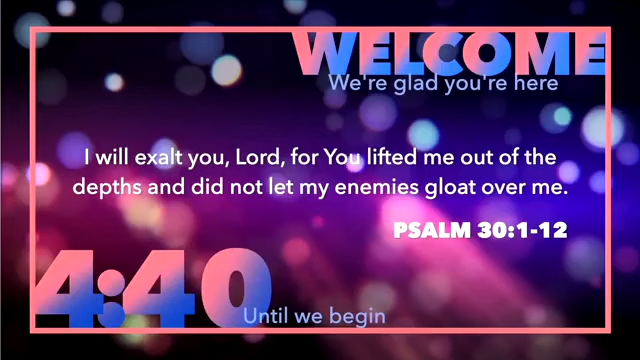 WELCOME
We're glad you're here
I will exalt you, Lord, for You lifted me out of the
depths and did not let my enemies gloat over me.
PSALM 30:1-12
4:40
Until we begin